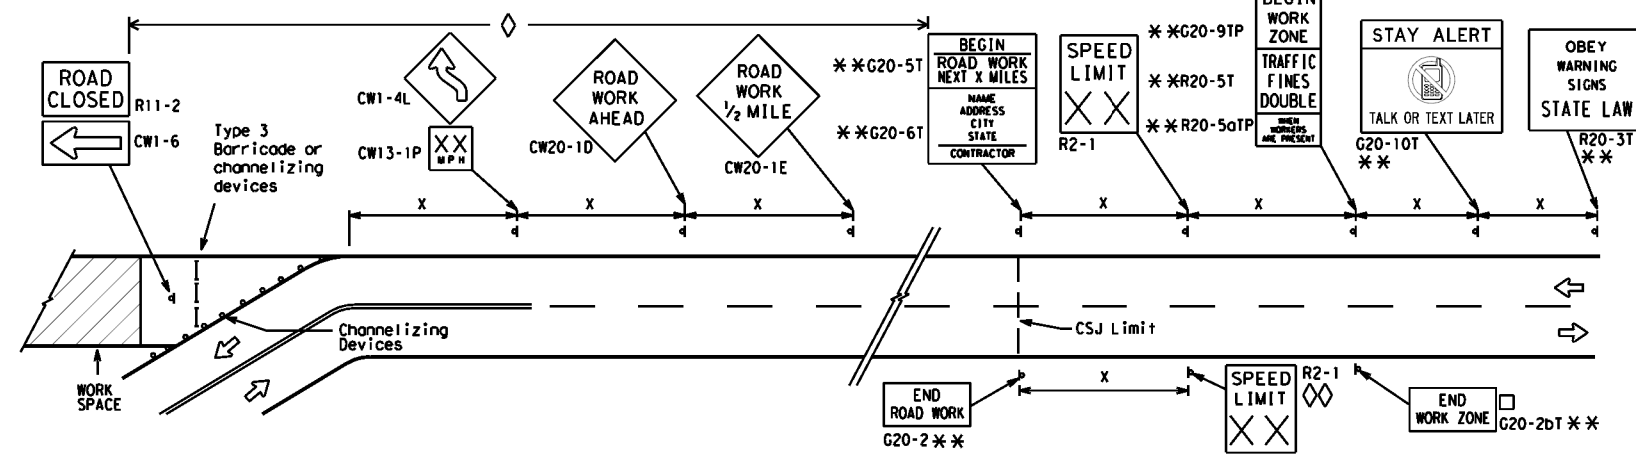 ROAD
CLOSED
R11-2
CW1-6
Type 3
Barricade or
channelizing
devices
CW1-4L
CW13-1P
XX
MPH
ROAD
WORK
AHEAD
CW20-1D
ROAD
WORK
½ MILE
CW20-1E
**G20-5T
**G20-6T
BEGIN
ROAD WORK
NEXT X MILES
NAME
ADDRESS
CITY
STATE
CONTRACTOR
SPEED
LIMIT
XX
R2-1
**G20-9TP
**R20-5T
**R20-5aTP
BEGIN
WORK
ZONE
TRAFFIC
FINES
DOUBLE
WHEN
WORKERS
ARE PRESENT
STAY ALERT
TALK OR TEXT LATER
G20-10T
**
OBEY
WARNING
SIGNS
STATE LAW
R20-3T
**
X
X
X
X
X
X
X
Channelizing
Devices
WORK
SPACE
CSJ Limit
END
ROAD WORK
G20-2**
X
SPEED
LIMIT
XX
R2-1
END
WORK ZONE
G20-2bT**